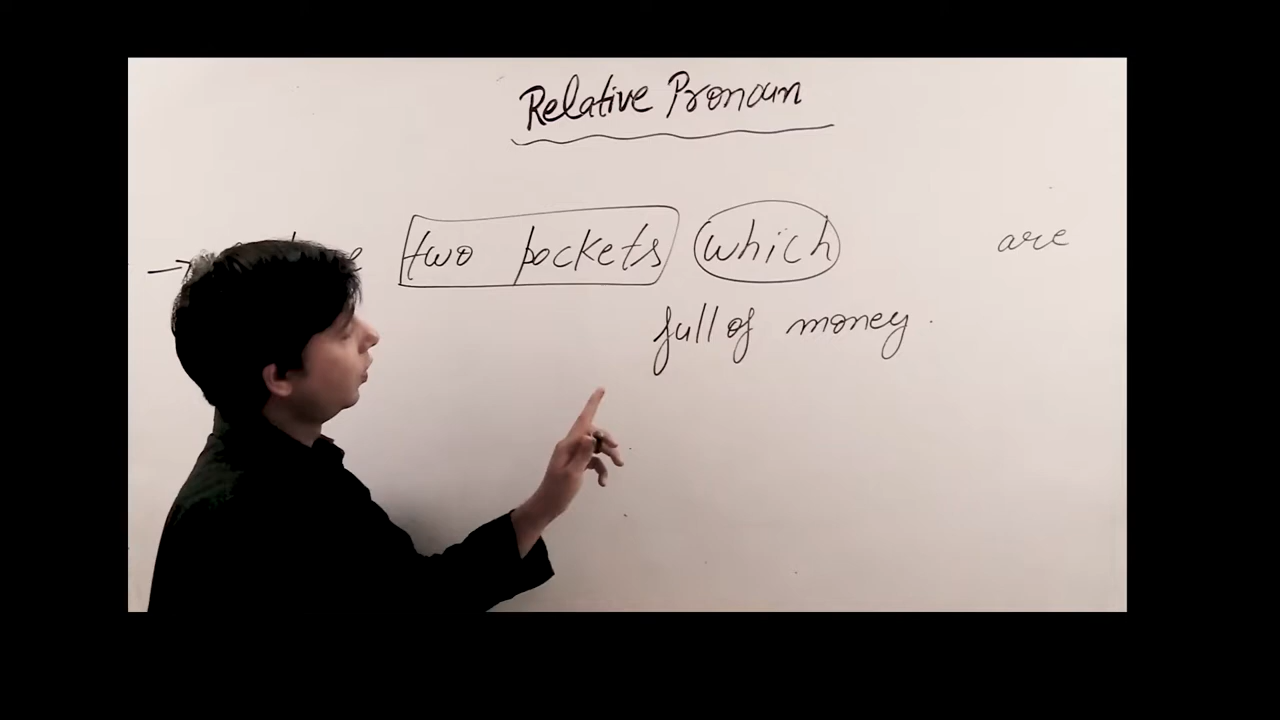 Relative Pronoun
two pockets which are
full of money.